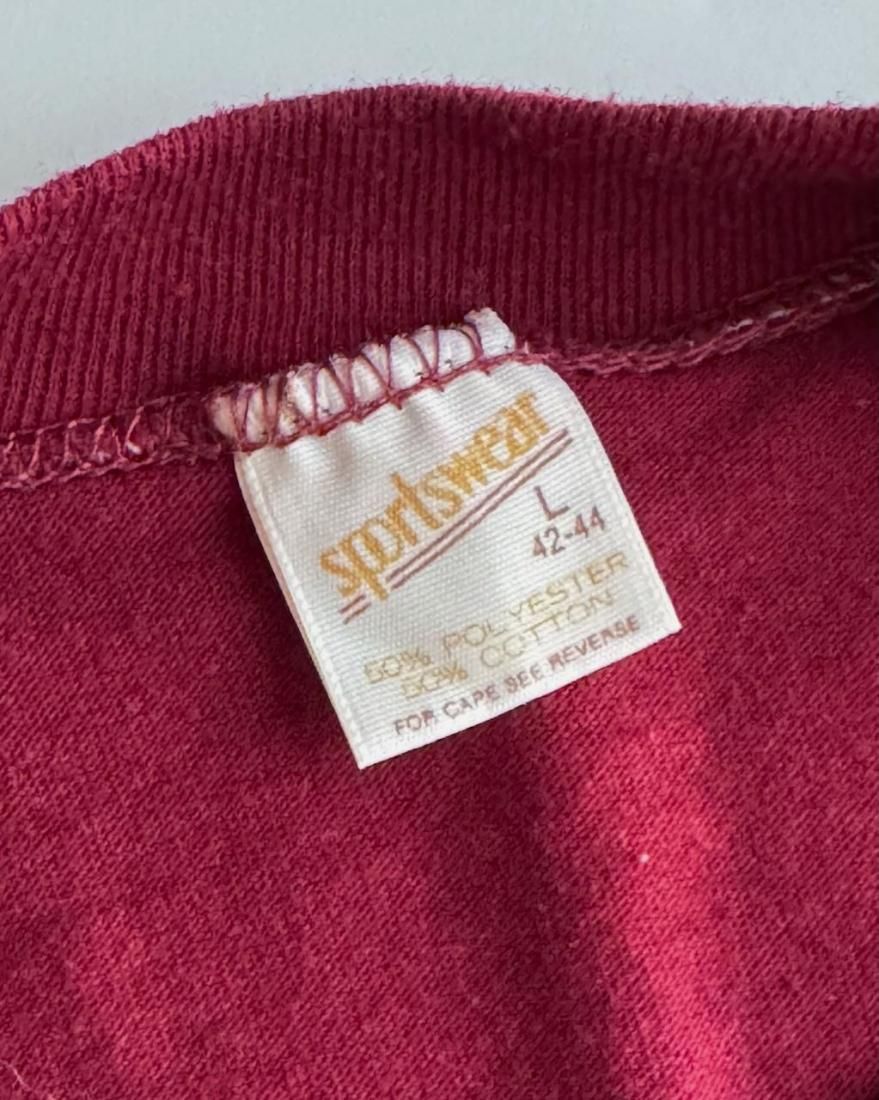 sportswear
L
42-44
50% POLYESTER
50% COTTON
FOR CARE SEE REVERSE